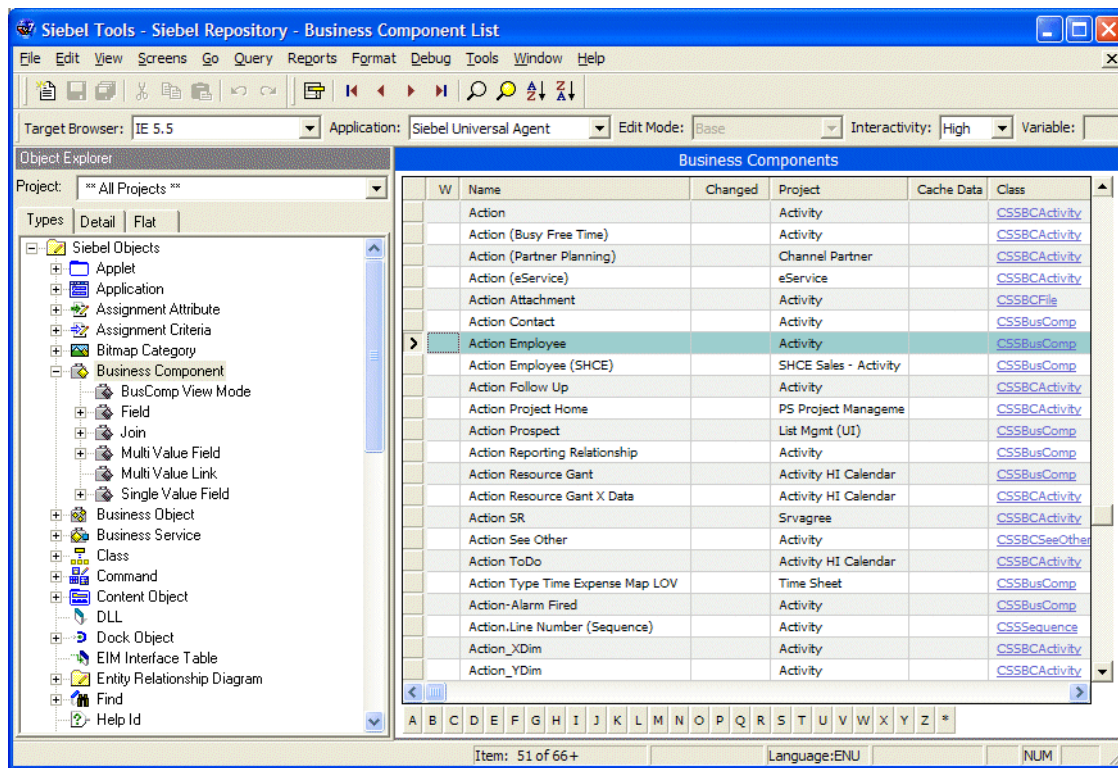 Siebel Tools - Siebel Repository - Business Component List
File Edit View Screens Go Query Reports Format Debug Tools Window Help
Target Browser: IE 5.5 Application: Siebel Universal Agent Edit Mode: Base Interactivity: High Variable:
Object Explorer
Project: ** All Projects **
Types Detail Flat
Siebel Objects
Applet
Application
Assignment Attribute
Assignment Criteria
Bitmap Category
Business Component
BusComp View Mode
Field
Join
Multi Value Field
Multi Value Link
Single Value Field
Business Object
Business Service
Class
Command
Content Object
DLL
Dock Object
EIM Interface Table
Entity Relationship Diagram
Find
Help Id
Business Components
W Name Changed Project Cache Data Class
Action Activity CSSBCActivity
Action (Busy Free Time) Activity CSSBCActivity
Action (Partner Planning) Channel Partner CSSBCActivity
Action (eService) eService CSSBCActivity
Action Attachment Activity CSSBCFile
Action Contact Activity CSSBusComp
Action Employee Activity CSSBusComp
Action Employee (SHCE) SHCE Sales - Activity CSSBusComp
Action Follow Up Activity CSSBCActivity
Action Project Home PS Project Manageme CSSBCActivity
Action Prospect List Mgmt (UI) CSSBusComp
Action Reporting Relationship Activity CSSBusComp
Action Resource Gant Activity HI Calendar CSSBusComp
Action Resource Gant X Data Activity HI Calendar CSSBCActivity
Action SR Srvagree CSSBCActivity
Action See Other Activity CSSBCSeeOther
Action ToDo Activity HI Calendar CSSBCActivity
Action Type Time Expense Map LOV Time Sheet CSSBusComp
Action-Alarm Fired Activity CSSBusComp
Action.Line Number (Sequence) Activity CSSSequence
Action_XDim Activity CSSBCActivity
Action_YDim Activity CSSBCActivity
A B C D E F G H I J K L M N O P Q R S T U V W X Y Z *
Item: 51 of 66+ Language:ENU NUM